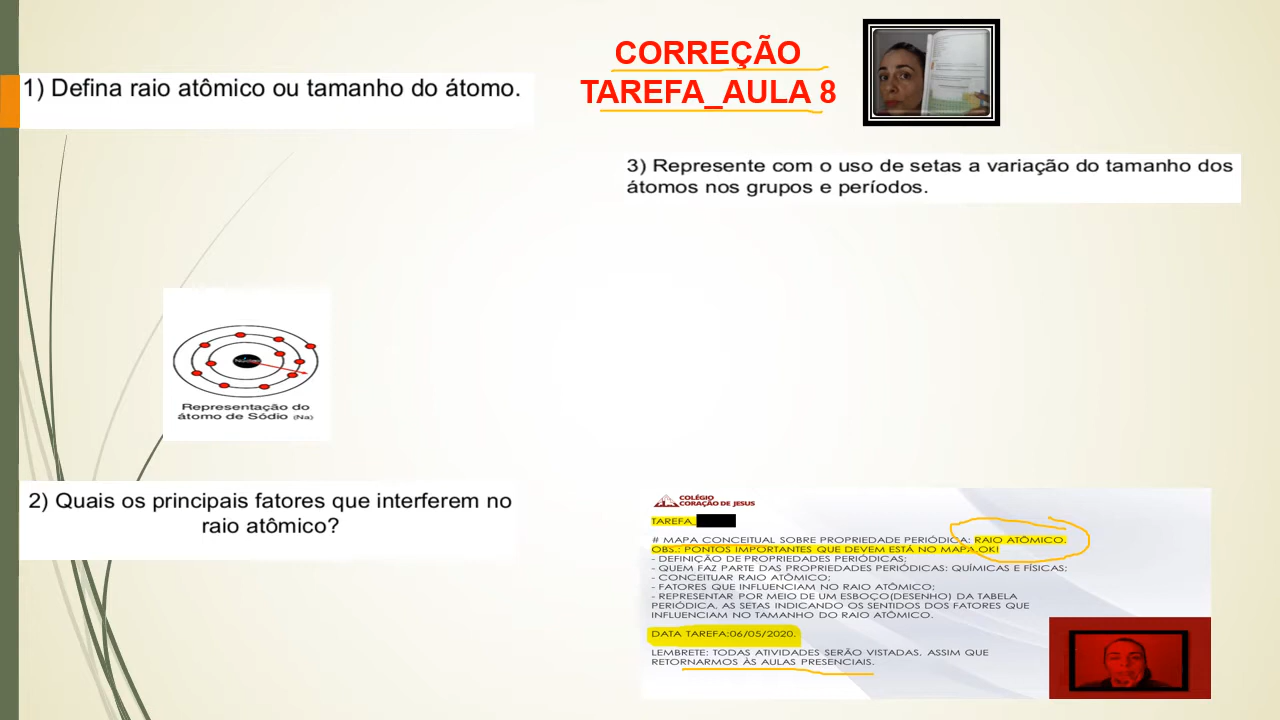 CORREÇÃO
TAREFA_AULA 8
1) Defina raio atômico ou tamanho do átomo.
3) Represente com o uso de setas a variação do tamanho dos
átomos nos grupos e períodos.
Representação do
átomo de Sódio (Na)
2) Quais os principais fatores que interferem no
raio atômico?
COLÉGIO
CORAÇÃO DE JESUS
TAREFA_
# MAPA CONCEITUAL SOBRE PROPRIEDADE PERIÓDICA: RAIO ATÔMICO.
OBS.: PONTOS IMPORTANTES QUE DEVEM ESTÁ NO MAPA,OK!
- DEFINIÇÃO DE PROPRIEDADES PERIÓDICAS;
- QUEM FAZ PARTE DAS PROPRIEDADES PERIÓDICAS: QUÍMICAS E FÍSICAS;
- CONCEITUAR RAIO ATÔMICO;
- FATORES QUE INFLUENCIAM NO RAIO ATÔMICO;
- REPRESENTAR POR MEIO DE UM ESBOÇO(DESENHO) DA TABELA
PERIÓDICA, AS SETAS INDICANDO OS SENTIDOS DOS FATORES QUE
INFLUENCIAM NO TAMANHO DO RAIO ATÔMICO.
DATA TAREFA:06/05/2020.
LEMBRETE: TODAS ATIVIDADES SERÃO VISTADAS, ASSIM QUE
RETORNARMOS ÀS AULAS PRESENCIAIS.